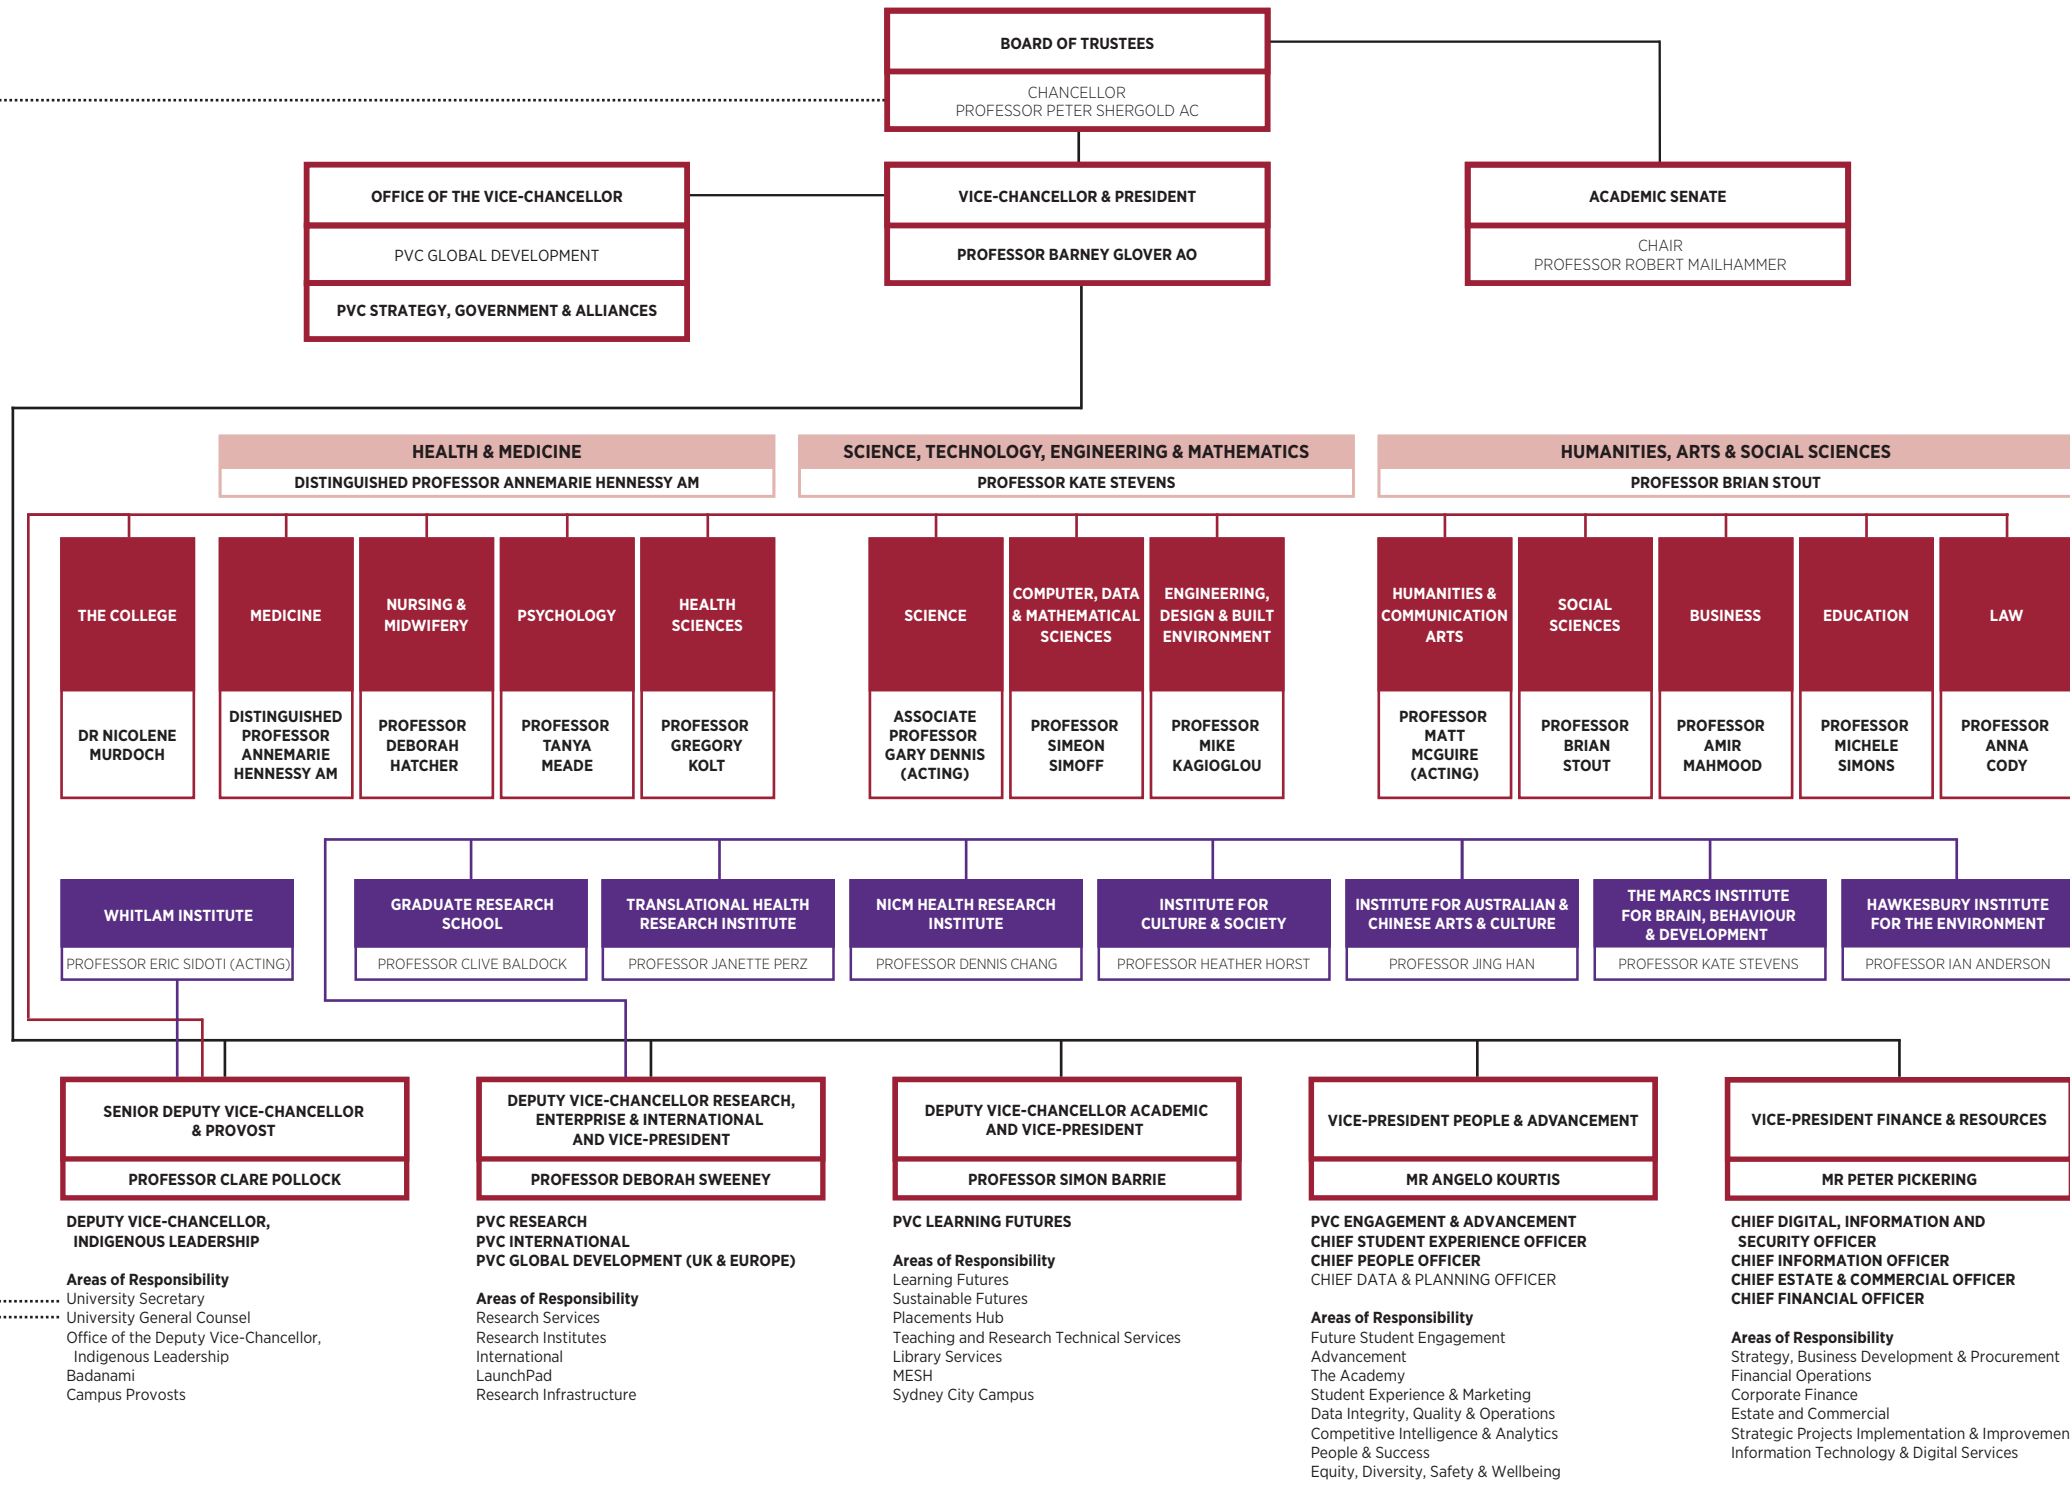 BOARD OF TRUSTEES
CHANCELLOR
PROFESSOR PETER SHERGOLD AC
OFFICE OF THE VICE-CHANCELLOR
PVC GLOBAL DEVELOPMENT
PVC STRATEGY, GOVERNMENT & ALLIANCES
VICE-CHANCELLOR & PRESIDENT
PROFESSOR BARNEY GLOVER AO
ACADEMIC SENATE
CHAIR
PROFESSOR ROBERT MAILHAMMER
HEALTH & MEDICINE
DISTINGUISHED PROFESSOR ANNEMARIE HENNESSY AM
SCIENCE, TECHNOLOGY, ENGINEERING & MATHEMATICS
PROFESSOR KATE STEVENS
HUMANITIES, ARTS & SOCIAL SCIENCES
PROFESSOR BRIAN STOUT
THE COLLEGE
DR NICOLENE
MURDOCH
MEDICINE
DISTINGUISHED
PROFESSOR
ANNEMARIE
HENNESSY AM
NURSING &
MIDWIFERY
PROFESSOR
DEBORAH
HATCHER
PSYCHOLOGY
PROFESSOR
TANYA
MEADE
HEALTH
SCIENCES
PROFESSOR
GREGORY
KOLT
SCIENCE
ASSOCIATE
PROFESSOR
GARY DENNIS
(ACTING)
COMPUTER, DATA
& MATHEMATICAL
SCIENCES
PROFESSOR
SIMEON
SIMOFF
ENGINEERING,
DESIGN & BUILT
ENVIRONMENT
PROFESSOR
MIKE
KAGIOGLOU
HUMANITIES &
COMMUNICATION
ARTS
PROFESSOR
MATT
MCGUIRE
(ACTING)
SOCIAL
SCIENCES
PROFESSOR
BRIAN
STOUT
BUSINESS
PROFESSOR
AMIR
MAHMOOD
EDUCATION
PROFESSOR
MICHELE
SIMONS
LAW
PROFESSOR
ANNA
CODY
WHITLAM INSTITUTE
PROFESSOR ERIC SIDOTI (ACTING)
GRADUATE RESEARCH
SCHOOL
PROFESSOR CLIVE BALDOCK
TRANSLATIONAL HEALTH
RESEARCH INSTITUTE
PROFESSOR JANETTE PERZ
NICM HEALTH RESEARCH
INSTITUTE
PROFESSOR DENNIS CHANG
INSTITUTE FOR
CULTURE & SOCIETY
PROFESSOR HEATHER HORST
INSTITUTE FOR AUSTRALIAN &
CHINESE ARTS & CULTURE
PROFESSOR JING HAN
THE MARCS INSTITUTE
FOR BRAIN, BEHAVIOUR
& DEVELOPMENT
PROFESSOR KATE STEVENS
HAWKESBURY INSTITUTE
FOR THE ENVIRONMENT
PROFESSOR IAN ANDERSON
SENIOR DEPUTY VICE-CHANCELLOR
& PROVOST
PROFESSOR CLARE POLLOCK
DEPUTY VICE-CHANCELLOR,
INDIGENOUS LEADERSHIP
Areas of Responsibility
University Secretary
University General Counsel
Office of the Deputy Vice-Chancellor,
Indigenous Leadership
Badanami
Campus Provosts
DEPUTY VICE-CHANCELLOR RESEARCH,
ENTERPRISE & INTERNATIONAL
AND VICE-PRESIDENT
PROFESSOR DEBORAH SWEENEY
PVC RESEARCH
PVC INTERNATIONAL
PVC GLOBAL DEVELOPMENT (UK & EUROPE)
Areas of Responsibility
Research Services
Research Institutes
International
LaunchPad
Research Infrastructure
DEPUTY VICE-CHANCELLOR ACADEMIC
AND VICE-PRESIDENT
PROFESSOR SIMON BARRIE
PVC LEARNING FUTURES
Areas of Responsibility
Learning Futures
Sustainable Futures
Placements Hub
Teaching and Research Technical Services
Library Services
MESH
Sydney City Campus
VICE-PRESIDENT PEOPLE & ADVANCEMENT
MR ANGELO KOURTIS
PVC ENGAGEMENT & ADVANCEMENT
CHIEF STUDENT EXPERIENCE OFFICER
CHIEF PEOPLE OFFICER
CHIEF DATA & PLANNING OFFICER
Areas of Responsibility
Future Student Engagement
Advancement
The Academy
Student Experience & Marketing
Data Integrity, Quality & Operations
Competitive Intelligence & Analytics
People & Success
Equity, Diversity, Safety & Wellbeing
VICE-PRESIDENT FINANCE & RESOURCES
MR PETER PICKERING
CHIEF DIGITAL, INFORMATION AND
SECURITY OFFICER
CHIEF INFORMATION OFFICER
CHIEF ESTATE & COMMERCIAL OFFICER
CHIEF FINANCIAL OFFICER
Areas of Responsibility
Strategy, Business Development & Procurement
Financial Operations
Corporate Finance
Estate and Commercial
Strategic Projects Implementation & Improvemen
Information Technology & Digital Services